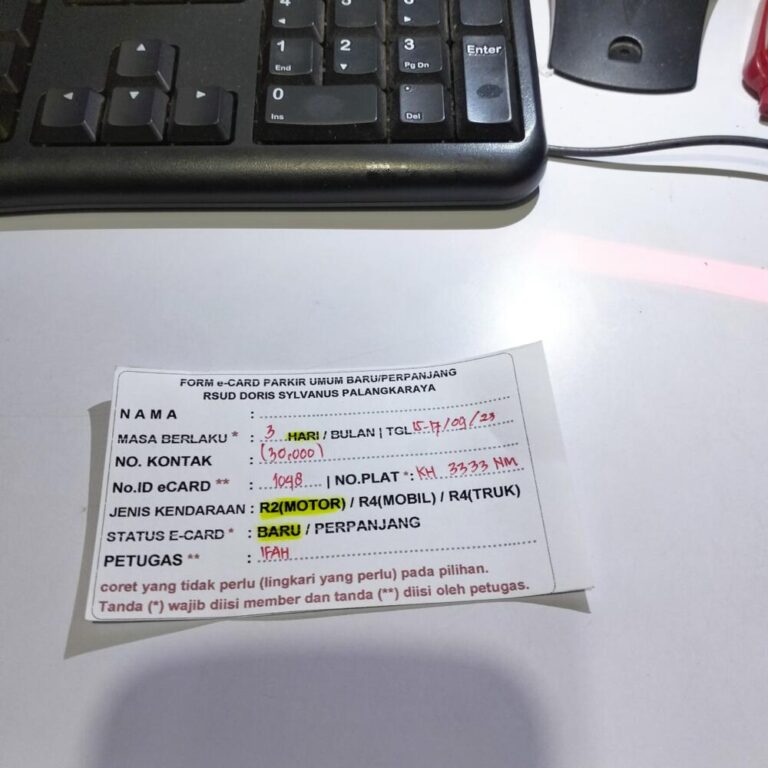 4
5
6
1
End
2
3
Pg Dn
Enter
0
Ins
Del
FORM e-CARD PARKIR UMUM BARU/PERPANJANG
RSUD DORIS SYLVANUS PALANGKARAYA
NAMA :
MASA BERLAKU * : 3 HARI / BULAN | TGL 15-17/09/23
NO. KONTAK : (30,000)
No.ID eCARD ** : 1048 | NO.PLAT *: KH 3333 NM
JENIS KENDARAAN : R2(MOTOR) / R4(MOBIL) / R4(TRUK)
STATUS E-CARD * : BARU / PERPANJANG
PETUGAS ** : IFAH
coret yang tidak perlu (lingkari yang perlu) pada pilihan.
Tanda (*) wajib diisi member dan tanda (**) diisi oleh petugas.